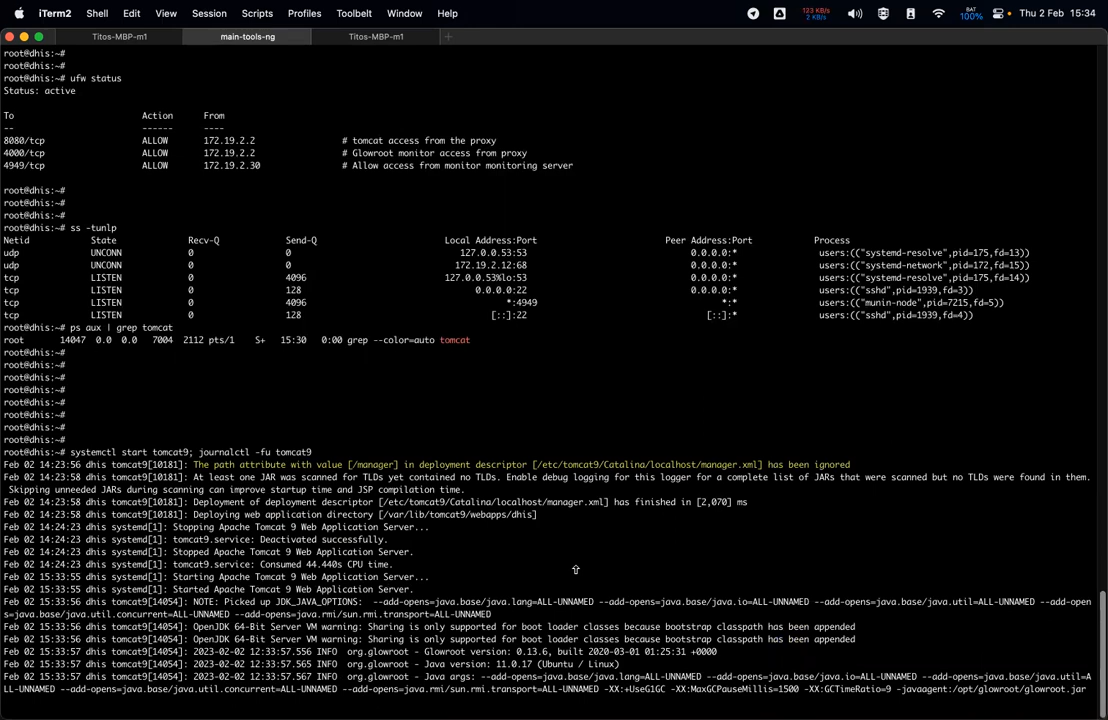 iTerm2 Shell Edit View Session Scripts Profiles Toolbelt Window Help 123 KB/s 2 KB/s BAT 100% Thu 2 Feb 15:34
Titos-MBP-m1 main-tools-ng Titos-MBP-m1
root@dhis:~#
root@dhis:~#
root@dhis:~# ufw status
Status: active
To Action From
-- ------ ----
8080/tcp ALLOW 172.19.2.2 # tomcat access from the proxy
4000/tcp ALLOW 172.19.2.2 # Glowroot monitor access from proxy
4949/tcp ALLOW 172.19.2.30 # Allow access from monitor monitoring server
root@dhis:~#
root@dhis:~#
root@dhis:~#
root@dhis:~# ss -tunlp
Netid State Recv-Q Send-Q Local Address:Port Peer Address:Port Process
udp UNCONN 0 0 127.0.0.53:53 0.0.0.0:* users:(("systemd-resolve",pid=175,fd=13))
udp UNCONN 0 0 172.19.2.12:68 0.0.0.0:* users:(("systemd-network",pid=172,fd=15))
tcp LISTEN 0 4096 127.0.0.53%lo:53 0.0.0.0:* users:(("systemd-resolve",pid=175,fd=14))
tcp LISTEN 0 128 0.0.0.0:22 0.0.0.0:* users:(("sshd",pid=1939,fd=3))
tcp LISTEN 0 4096 *:4949 *:* users:(("munin-node",pid=7215,fd=5))
tcp LISTEN 0 128 [::]:22 [::]:* users:(("sshd",pid=1939,fd=4))
root@dhis:~# ps aux | grep tomcat
root 14047 0.0 0.0 7004 2112 pts/1 S+ 15:30 0:00 grep --color=auto tomcat
root@dhis:~#
root@dhis:~#
root@dhis:~#
root@dhis:~#
root@dhis:~#
root@dhis:~#
root@dhis:~#
root@dhis:~#
root@dhis:~# systemctl start tomcat9; journalctl -fu tomcat9
Feb 02 14:23:56 dhis tomcat9[10181]: The path attribute with value [/manager] in deployment descriptor [/etc/tomcat9/Catalina/localhost/manager.xml] has been ignored
Feb 02 14:23:58 dhis tomcat9[10181]: At least one JAR was scanned for TLDs yet contained no TLDs. Enable debug logging for this logger for a complete list of JARs that were scanned but no TLDs were found in them.
Skipping unneeded JARs during scanning can improve startup time and JSP compilation time.
Feb 02 14:23:58 dhis tomcat9[10181]: Deployment of deployment descriptor [/etc/tomcat9/Catalina/localhost/manager.xml] has finished in [2,070] ms
Feb 02 14:23:58 dhis tomcat9[10181]: Deploying web application directory [/var/lib/tomcat9/webapps/dhis]
Feb 02 14:24:23 dhis systemd[1]: Stopping Apache Tomcat 9 Web Application Server...
Feb 02 14:24:23 dhis systemd[1]: tomcat9.service: Deactivated successfully.
Feb 02 14:24:23 dhis systemd[1]: Stopped Apache Tomcat 9 Web Application Server.
Feb 02 14:24:23 dhis systemd[1]: tomcat9.service: Consumed 44.440s CPU time.
Feb 02 15:33:55 dhis systemd[1]: Starting Apache Tomcat 9 Web Application Server...
Feb 02 15:33:55 dhis systemd[1]: Started Apache Tomcat 9 Web Application Server.
Feb 02 15:33:56 dhis tomcat9[14054]: NOTE: Picked up JDK_JAVA_OPTIONS: --add-opens=java.base/java.lang=ALL-UNNAMED --add-opens=java.base/java.io=ALL-UNNAMED --add-opens=java.base/java.util=ALL-UNNAMED --add-open
s=java.base/java.util.concurrent=ALL-UNNAMED --add-opens=java.rmi/sun.rmi.transport=ALL-UNNAMED
Feb 02 15:33:56 dhis tomcat9[14054]: OpenJDK 64-Bit Server VM warning: Sharing is only supported for boot loader classes because bootstrap classpath has been appended
Feb 02 15:33:56 dhis tomcat9[14054]: OpenJDK 64-Bit Server VM warning: Sharing is only supported for boot loader classes because bootstrap classpath has been appended
Feb 02 15:33:57 dhis tomcat9[14054]: 2023-02-02 12:33:57.556 INFO org.glowroot - Glowroot version: 0.13.6, built 2020-03-01 01:25:31 +0000
Feb 02 15:33:57 dhis tomcat9[14054]: 2023-02-02 12:33:57.565 INFO org.glowroot - Java version: 11.0.17 (Ubuntu / Linux)
Feb 02 15:33:57 dhis tomcat9[14054]: 2023-02-02 12:33:57.567 INFO org.glowroot - Java args: --add-opens=java.base/java.lang=ALL-UNNAMED --add-opens=java.base/java.io=ALL-UNNAMED --add-opens=java.base/java.util=A
LL-UNNAMED --add-opens=java.base/java.util.concurrent=ALL-UNNAMED --add-opens=java.rmi/sun.rmi.transport=ALL-UNNAMED -XX:+UseG1GC -XX:MaxGCPauseMillis=1500 -XX:GCTimeRatio=9 -javaagent:/opt/glowroot/glowroot.jar